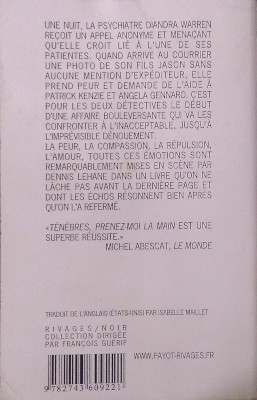 UNE NUIT, LA PSYCHIATRE DIANDRA WARREN
REÇOIT UN APPEL ANONYME ET MENAÇANT
QU'ELLE CROIT LIÉ À L'UNE DE SES
PATIENTES. QUAND ARRIVE AU COURRIER
UNE PHOTO DE SON FILS JASON SANS
AUCUNE MENTION D'EXPÉDITEUR, ELLE
PREND PEUR ET DEMANDE DE L'AIDE À
PATRICK KENZIE ET ANGELA GENNARO. C'EST
POUR LES DEUX DÉTECTIVES LE DÉBUT
D'UNE AFFAIRE BOULEVERSANTE QUI VA LES
CONFRONTER À L'INACCEPTABLE, JUSQU'À
L'IMPRÉVISIBLE DÉNOUEMENT.
LA PEUR, LA COMPASSION, LA RÉPULSION,
L'AMOUR, TOUTES CES ÉMOTIONS SONT
REMARQUABLEMENT MISES EN SCÈNE PAR
DENNIS LEHANE DANS UN LIVRE QU'ON NE
LÂCHE PAS AVANT LA DERNIÈRE PAGE ET
DONT LES ÉCHOS RÉSONNENT BIEN APRÈS
QU'ON L'A REFERMÉ.
«TÉNÈBRES, PRENEZ-MOI LA MAIN EST UNE
SUPERBE RÉUSSITE.»
MICHEL ABESCAT, LE MONDE
TRADUIT DE L'ANGLAIS (ÉTATS-UNIS) PAR ISABELLE MAILLET
RIVAGES/NOIR
COLLECTION DIRIGÉE
PAR FRANÇOIS GUÉRIF
WWW.PAYOT-RIVAGES.FR
9 782743 609221